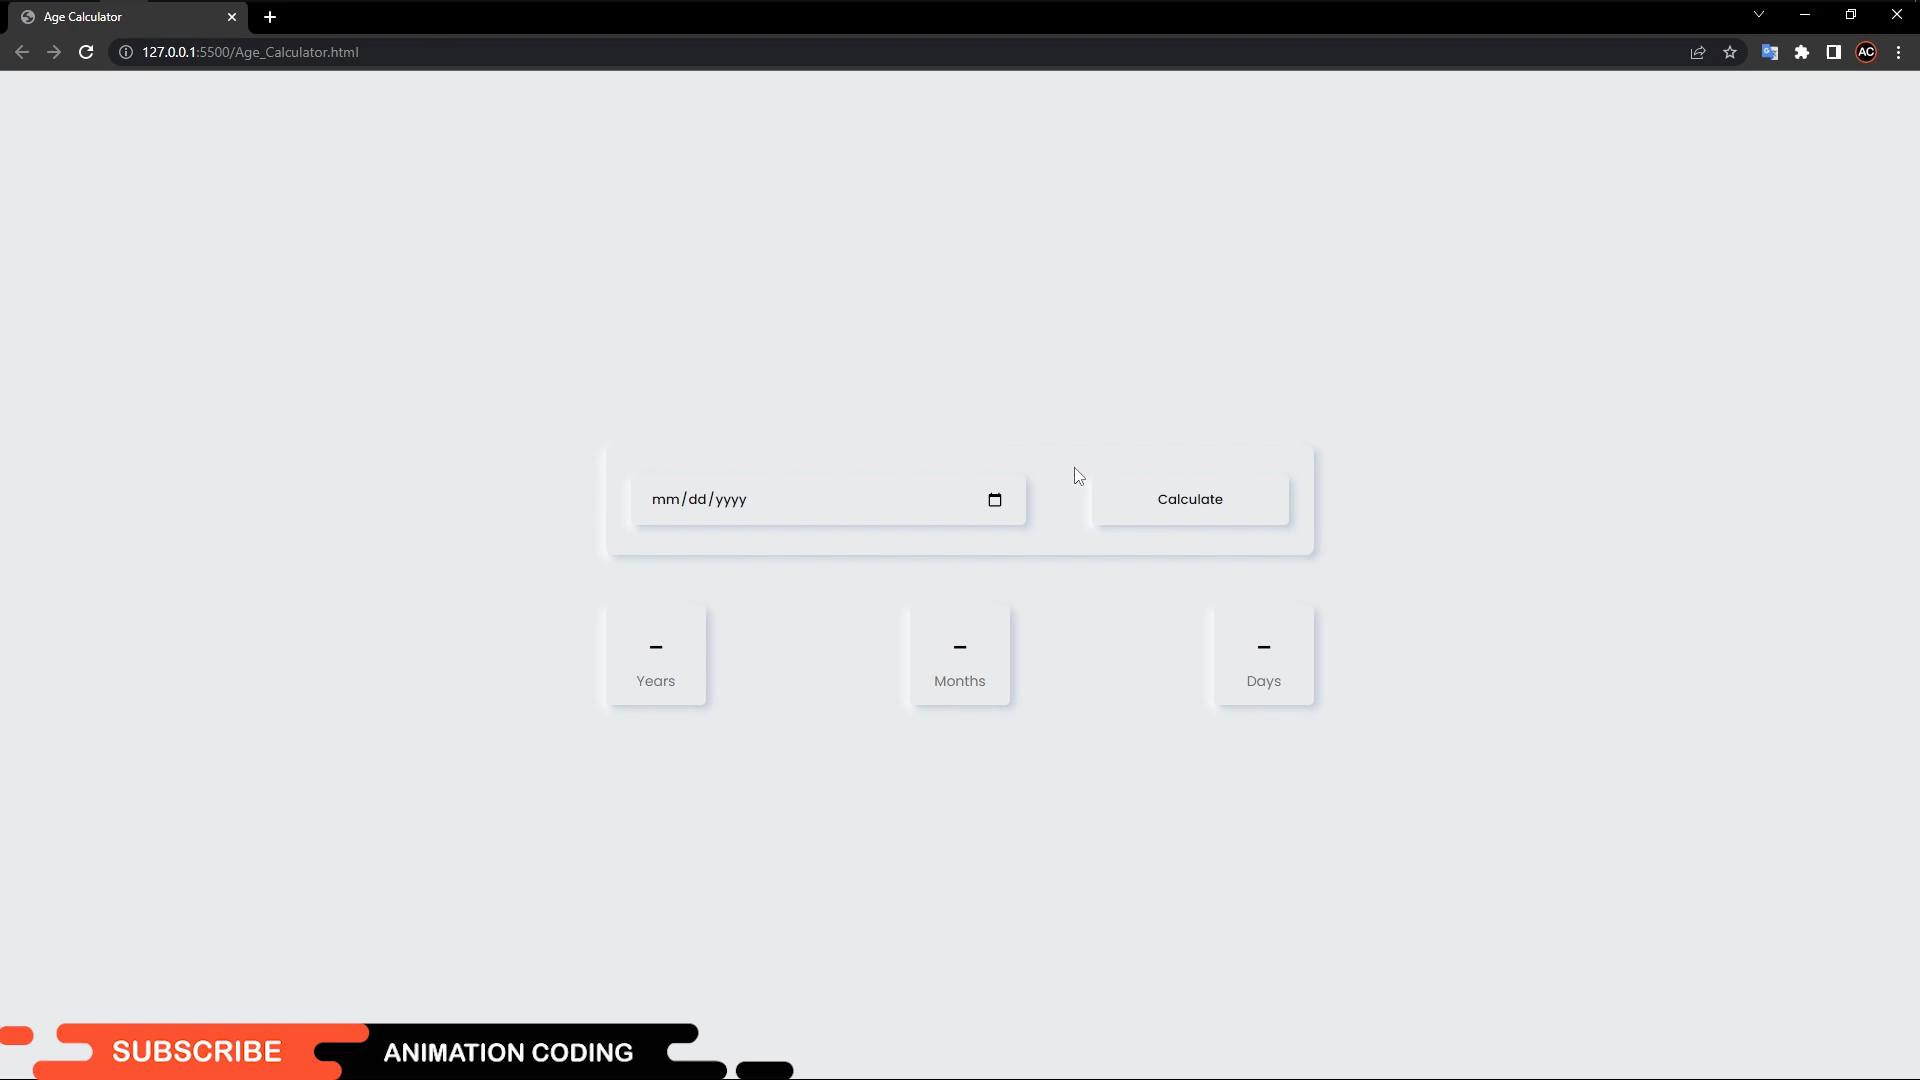 Age Calculator
127.0.0.1:5500/Age_Calculator.html
AC
mm/dd/yyyy
Calculate
– – –
Years Months Days
SUBSCRIBE ANIMATION CODING